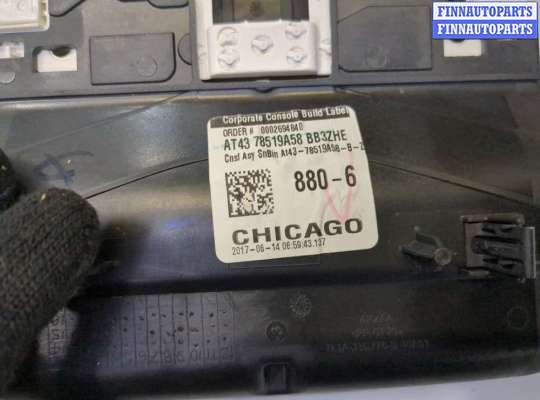 FINNAUTOPARTS
FINNAUTOPARTS
Corporate Console Build Label
ORDER # 0002694840
AT43 78519A58 BB3ZHE
Cnsl Asy SnBin At43-78519A58-B-Z
880-6
CHICAGO
2017-06-14 06:59:43.137